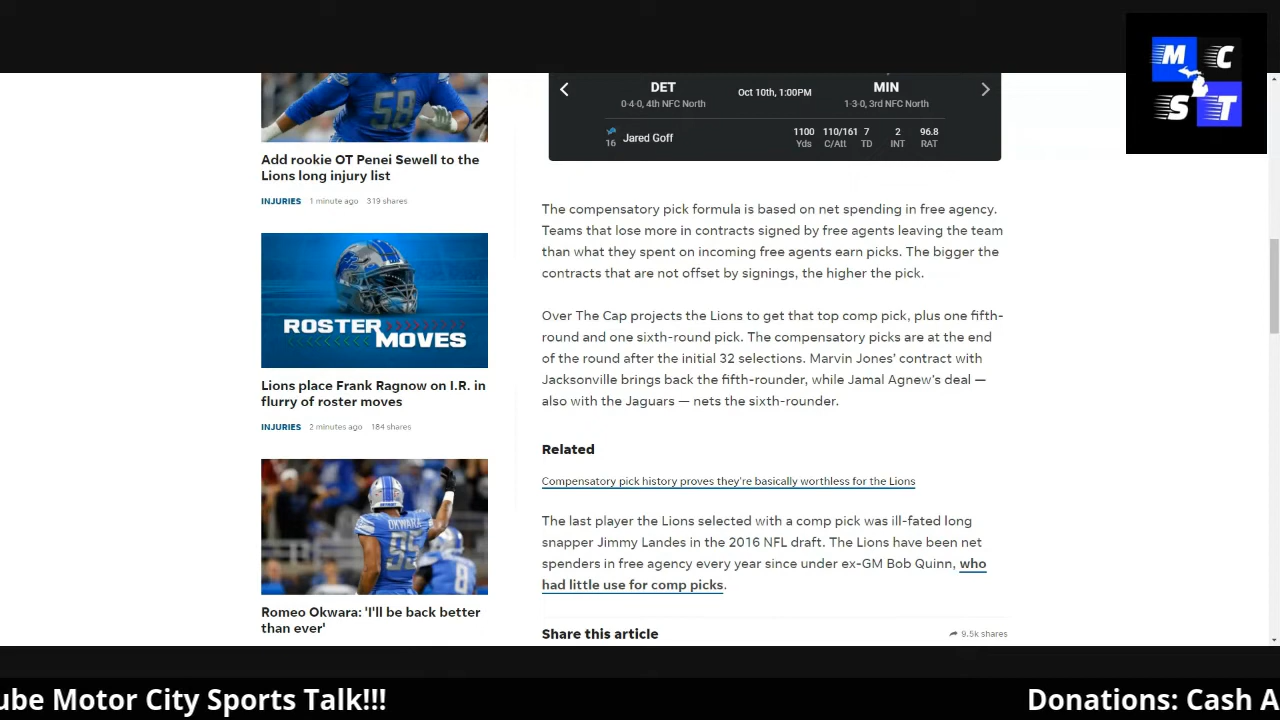 M C
S T
58
Add rookie OT Penei Sewell to the
Lions long injury list
INJURIES 1 minute ago 319 shares
ROSTER
MOVES
Lions place Frank Ragnow on I.R. in
flurry of roster moves
INJURIES 2 minutes ago 184 shares
OKWARA
95
8
Romeo Okwara: 'I'll be back better
than ever'
DET Oct 10th, 1:00PM MIN
0-4-0, 4th NFC North 1-3-0, 3rd NFC North
16 Jared Goff 1100 110/161 7 2 96.8
Yds C/Att TD INT RAT
The compensatory pick formula is based on net spending in free agency.
Teams that lose more in contracts signed by free agents leaving the team
than what they spent on incoming free agents earn picks. The bigger the
contracts that are not offset by signings, the higher the pick.
Over The Cap projects the Lions to get that top comp pick, plus one fifth-
round and one sixth-round pick. The compensatory picks are at the end
of the round after the initial 32 selections. Marvin Jones' contract with
Jacksonville brings back the fifth-rounder, while Jamal Agnew's deal —
also with the Jaguars — nets the sixth-rounder.
Related
Compensatory pick history proves they're basically worthless for the Lions
The last player the Lions selected with a comp pick was ill-fated long
snapper Jimmy Landes in the 2016 NFL draft. The Lions have been net
spenders in free agency every year since under ex-GM Bob Quinn, who
had little use for comp picks.
Share this article 9.5k shares
ube Motor City Sports Talk!!! Donations: Cash A